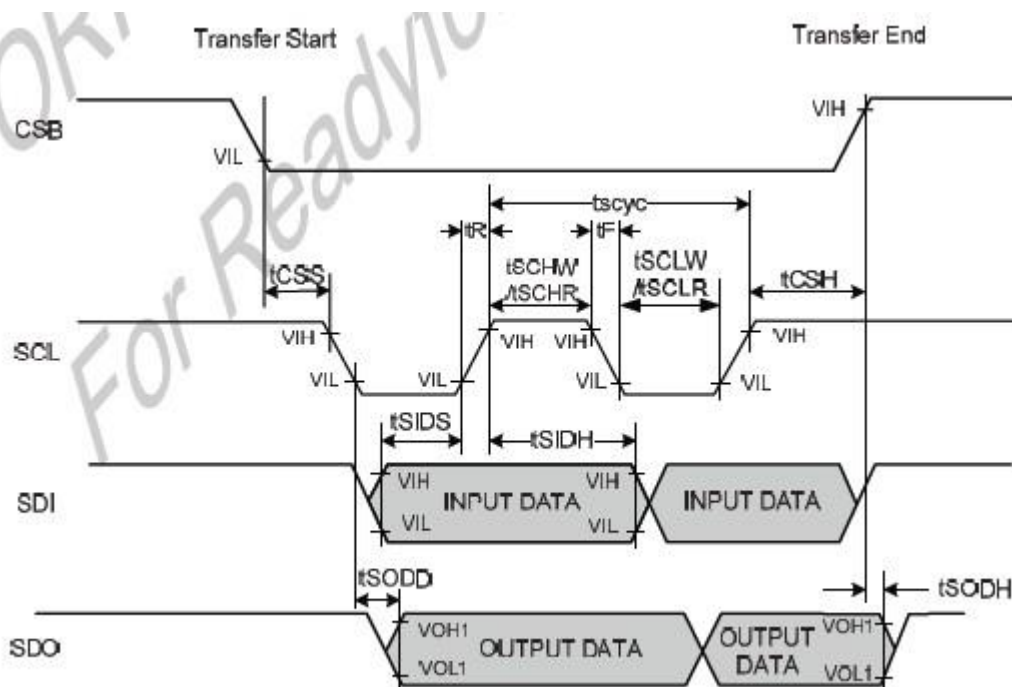 Transfer Start
Transfer End
For Readyfo
CSB
VIL
VIH
tscyc
tR
tF
tCSS
tSCHW
/tSCHR
tSCLW
/tSCLR
tCSH
SCL
VIH
VIL
VIL
VIH
VIH
VIL
VIL
VIH
tSIDS
tSIDH
SDI
VIH
VIL
INPUT DATA
VIH
VIL
INPUT DATA
tSODD
tSODH
SDO
VOH1
VOL1
OUTPUT DATA
OUTPUT
DATA
VOH1
VOL1